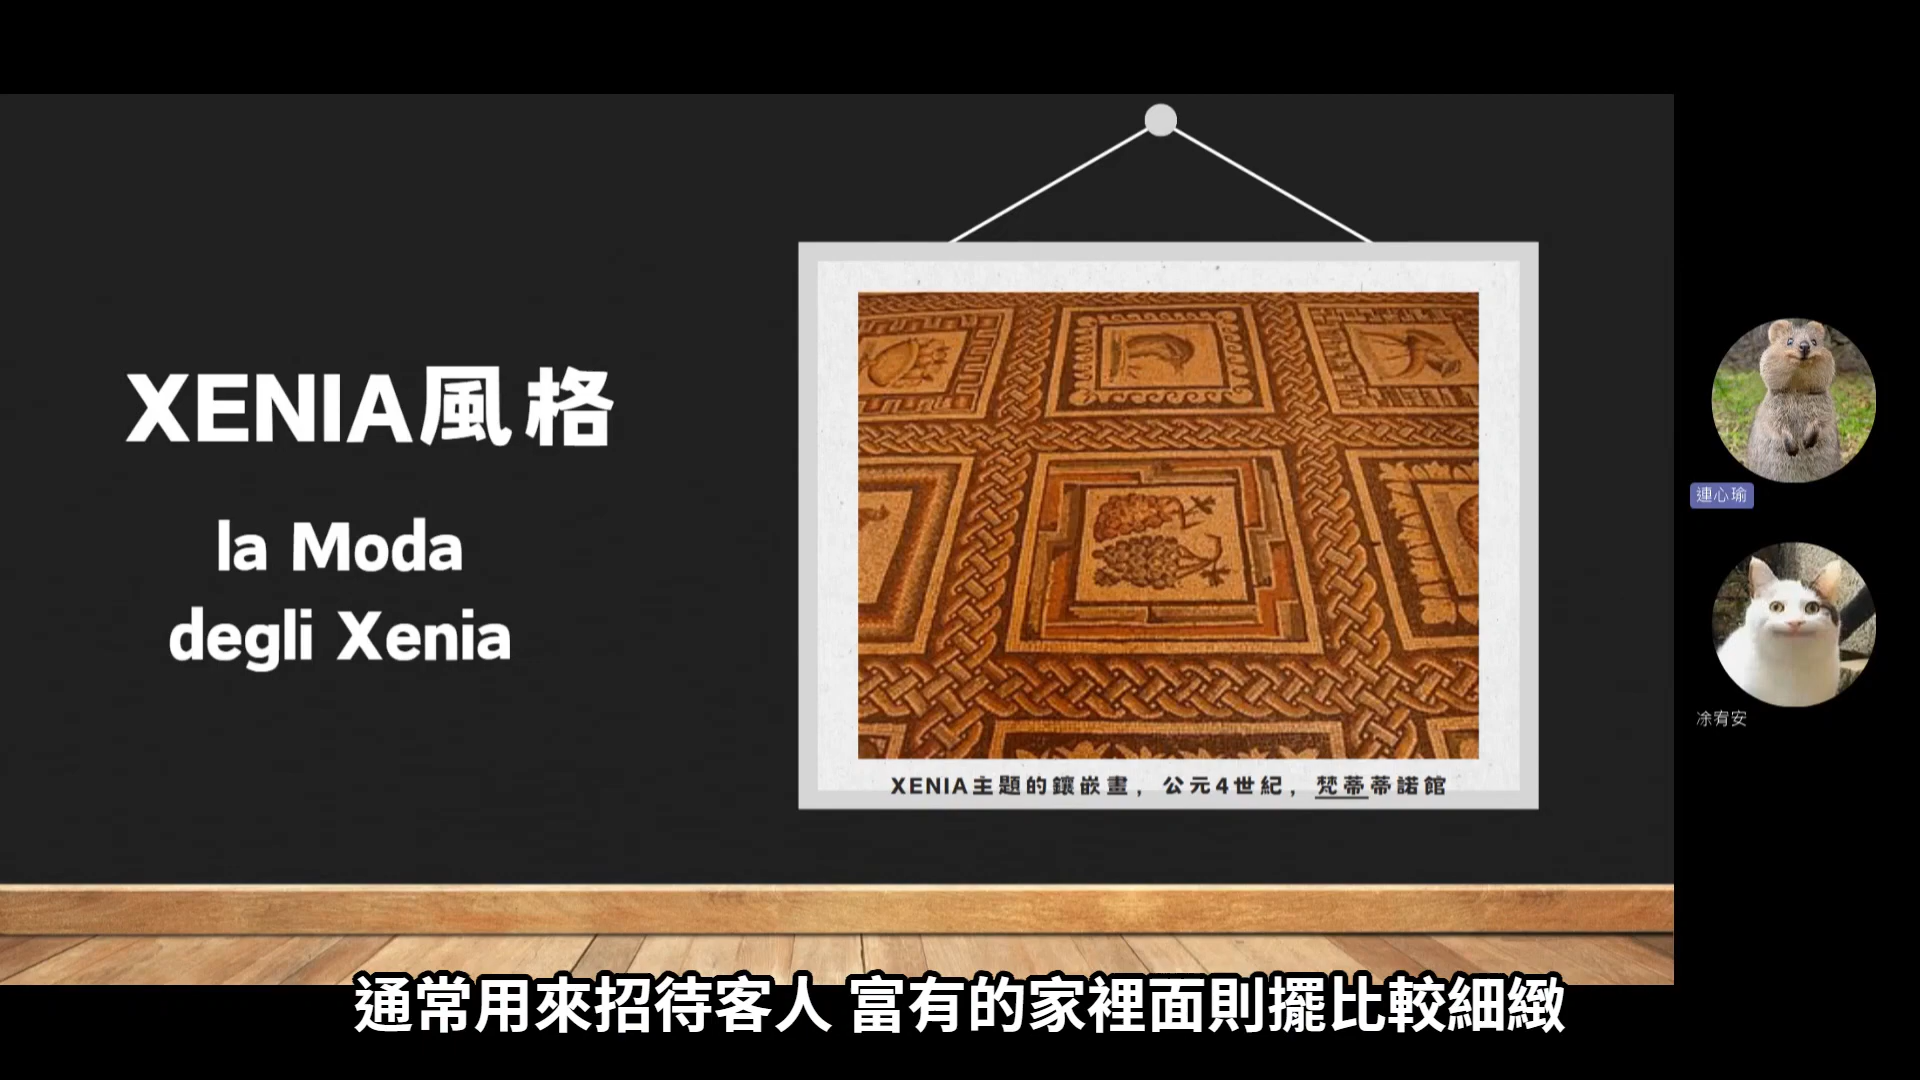 XENIA風格
la Moda
degli Xenia
XENIA主題的鑲嵌畫，公元4世紀，梵蒂蒂諾館
連心瑜
凃宥安
通常用來招待客人 富有的家裡面則擺比較細緻